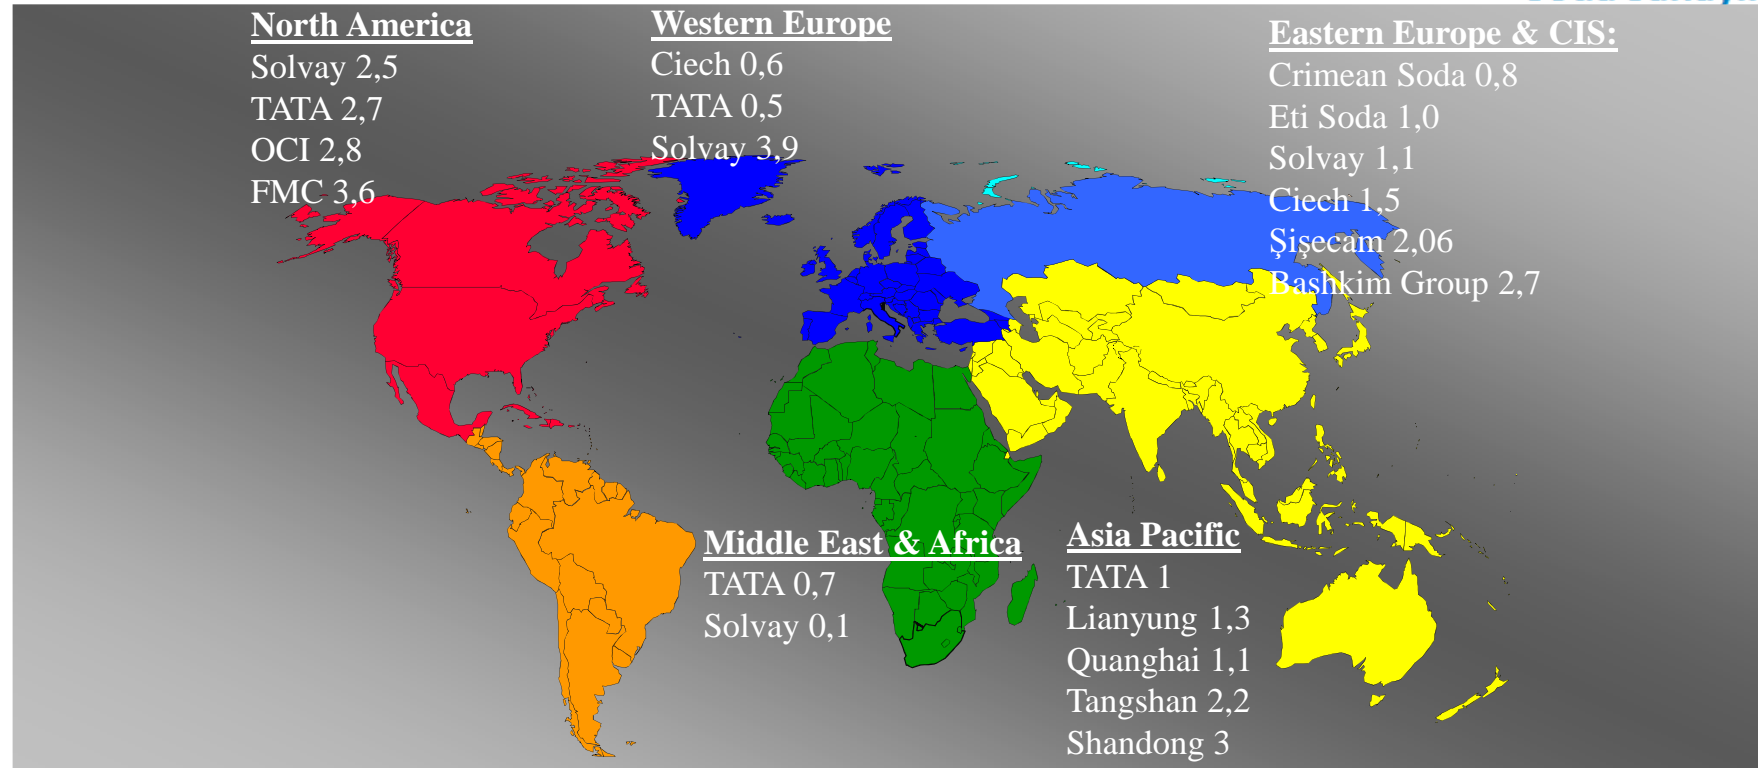 North America
Solvay 2,5
TATA 2,7
OCI 2,8
FMC 3,6
Western Europe
Ciech 0,6
TATA 0,5
Solvay 3,9
Eastern Europe & CIS:
Crimean Soda 0,8
Eti Soda 1,0
Solvay 1,1
Ciech 1,5
Şişecam 2,06
Bashkim Group 2,7
Middle East & Africa
TATA 0,7
Solvay 0,1
Asia Pacific
TATA 1
Lianyung 1,3
Quanghai 1,1
Tangshan 2,2
Shandong 3